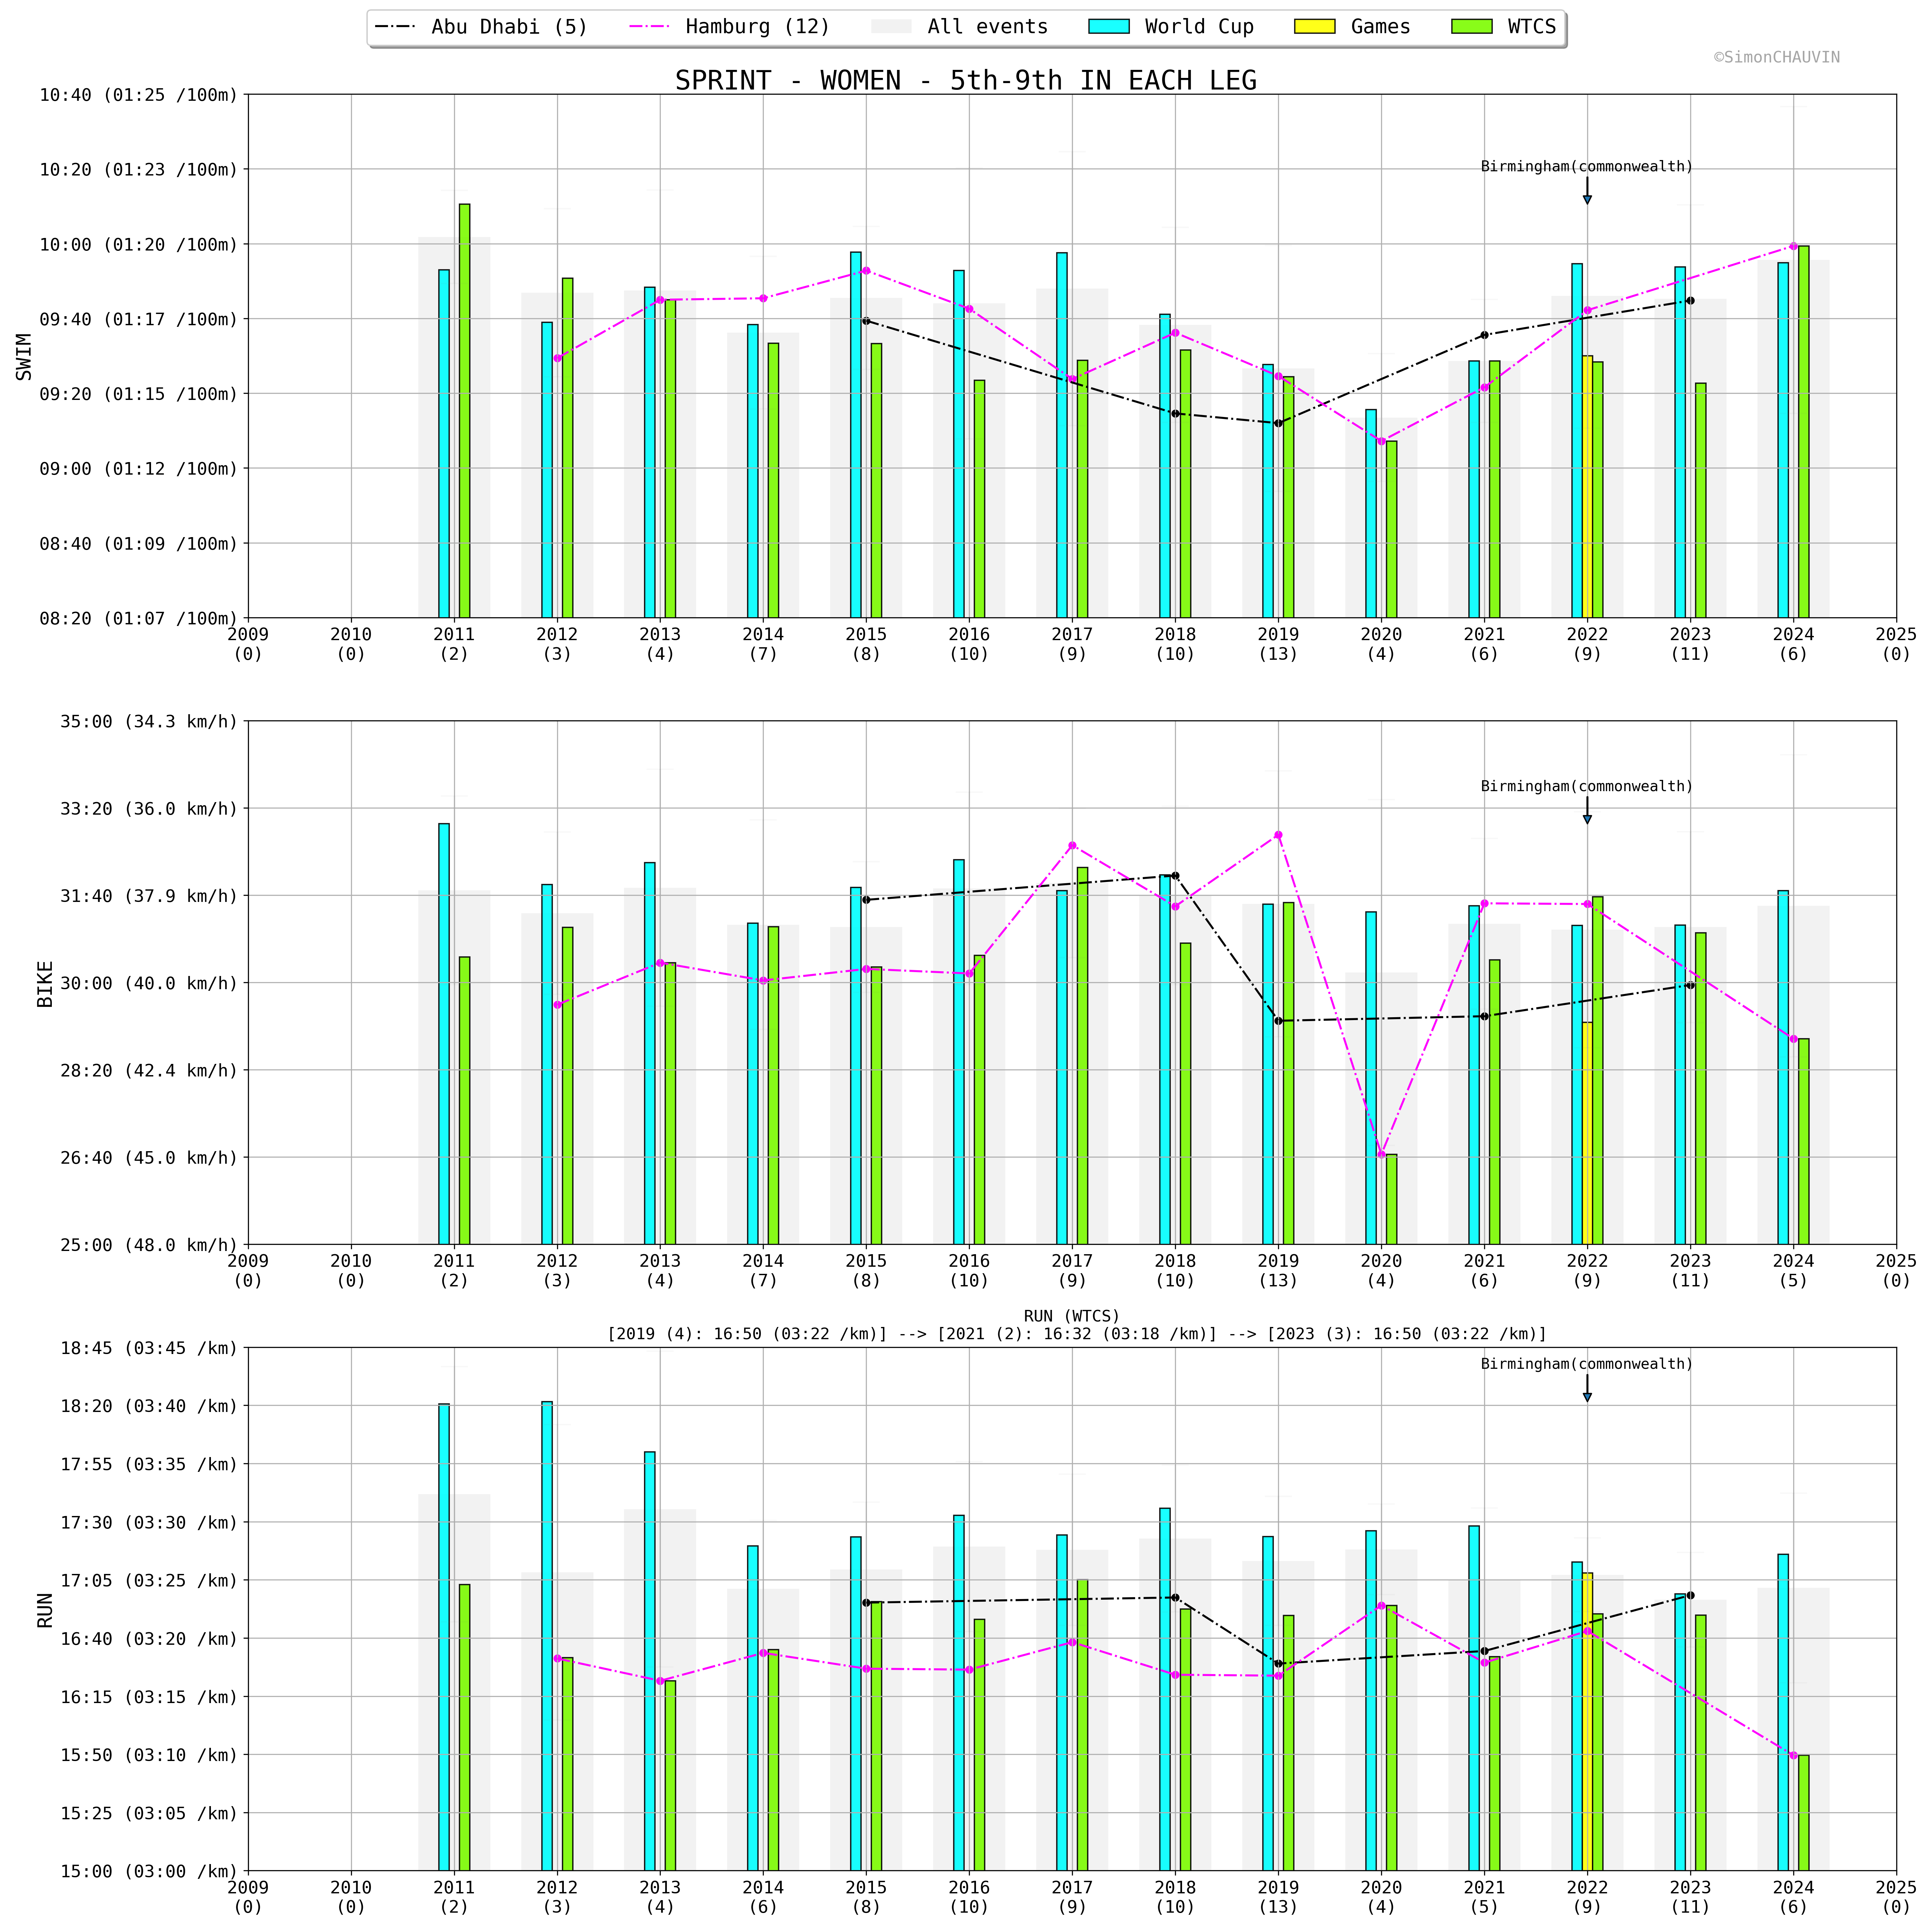 Abu Dhabi (5) Hamburg (12) All events World Cup Games WTCS
©SimonCHAUVIN
SPRINT - WOMEN - 5th-9th IN EACH LEG
10:40 (01:25 /100m)
10:20 (01:23 /100m)
10:00 (01:20 /100m)
09:40 (01:17 /100m)
09:20 (01:15 /100m)
09:00 (01:12 /100m)
08:40 (01:09 /100m)
08:20 (01:07 /100m)
SWIM
Birmingham(commonwealth)
2009 2010 2011 2012 2013 2014 2015 2016 2017 2018 2019 2020 2021 2022 2023 2024 2025
(0) (0) (2) (3) (4) (7) (8) (10) (9) (10) (13) (4) (6) (9) (11) (6) (0)
35:00 (34.3 km/h)
33:20 (36.0 km/h)
31:40 (37.9 km/h)
30:00 (40.0 km/h)
28:20 (42.4 km/h)
26:40 (45.0 km/h)
25:00 (48.0 km/h)
BIKE
Birmingham(commonwealth)
2009 2010 2011 2012 2013 2014 2015 2016 2017 2018 2019 2020 2021 2022 2023 2024 2025
(0) (0) (2) (3) (4) (7) (8) (10) (9) (10) (13) (4) (6) (9) (11) (5) (0)
RUN (WTCS)
[2019 (4): 16:50 (03:22 /km)] --> [2021 (2): 16:32 (03:18 /km)] --> [2023 (3): 16:50 (03:22 /km)]
18:45 (03:45 /km)
18:20 (03:40 /km)
17:55 (03:35 /km)
17:30 (03:30 /km)
17:05 (03:25 /km)
16:40 (03:20 /km)
16:15 (03:15 /km)
15:50 (03:10 /km)
15:25 (03:05 /km)
15:00 (03:00 /km)
RUN
Birmingham(commonwealth)
2009 2010 2011 2012 2013 2014 2015 2016 2017 2018 2019 2020 2021 2022 2023 2024 2025
(0) (0) (2) (3) (4) (6) (8) (10) (9) (10) (13) (4) (5) (9) (11) (6) (0)